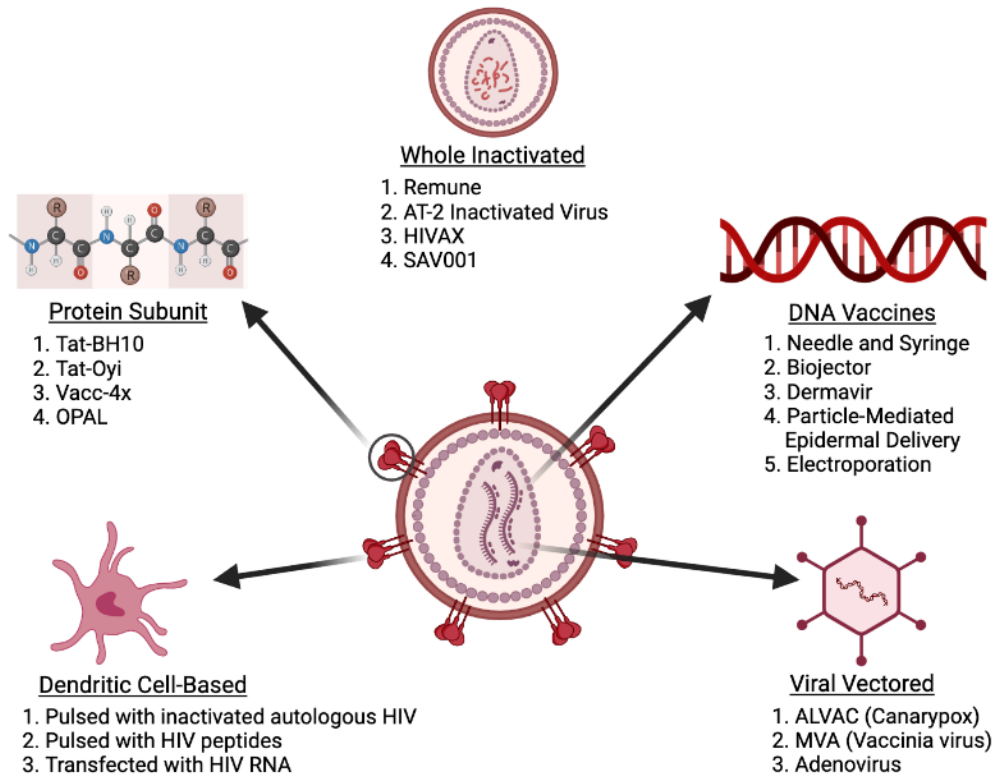 Whole Inactivated
1. Remune
2. AT-2 Inactivated Virus
3. HIVAX
4. SAV001
R
R
O
H
H
N
C
C
N
C
C
N
C
C
H
H
O
R
H
H
O
Protein Subunit
1. Tat-BH10
2. Tat-Oyi
3. Vacc-4x
4. OPAL
DNA Vaccines
1. Needle and Syringe
2. Biojector
3. Dermavir
4. Particle-Mediated
Epidermal Delivery
5. Electroporation
Dendritic Cell-Based
1. Pulsed with inactivated autologous HIV
2. Pulsed with HIV peptides
3. Transfected with HIV RNA
Viral Vectored
1. ALVAC (Canarypox)
2. MVA (Vaccinia virus)
3. Adenovirus